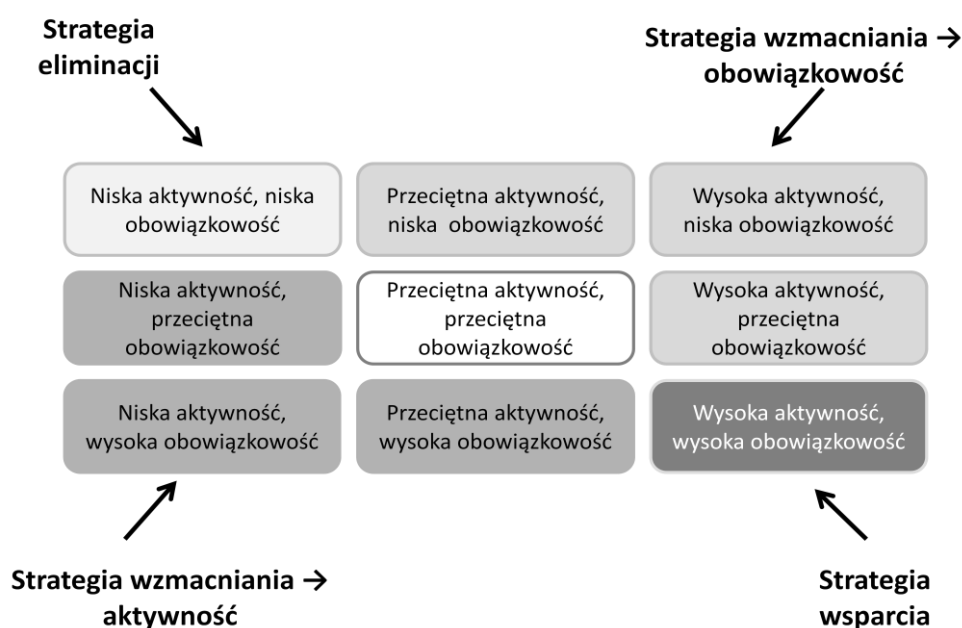 Strategia
eliminacji
Strategia wzmacniania →
obowiązkowość
Niska aktywność, niska
obowiązkowość
Przeciętna aktywność,
niska  obowiązkowość
Wysoka aktywność,
niska obowiązkowość
Niska aktywność,
przeciętna
obowiązkowość
Przeciętna aktywność,
przeciętna
obowiązkowość
Wysoka aktywność,
przeciętna
obowiązkowość
Niska aktywność,
wysoka obowiązkowość
Przeciętna aktywność,
wysoka obowiązkowość
Wysoka aktywność,
wysoka obowiązkowość
Strategia wzmacniania →
aktywność
Strategia
wsparcia